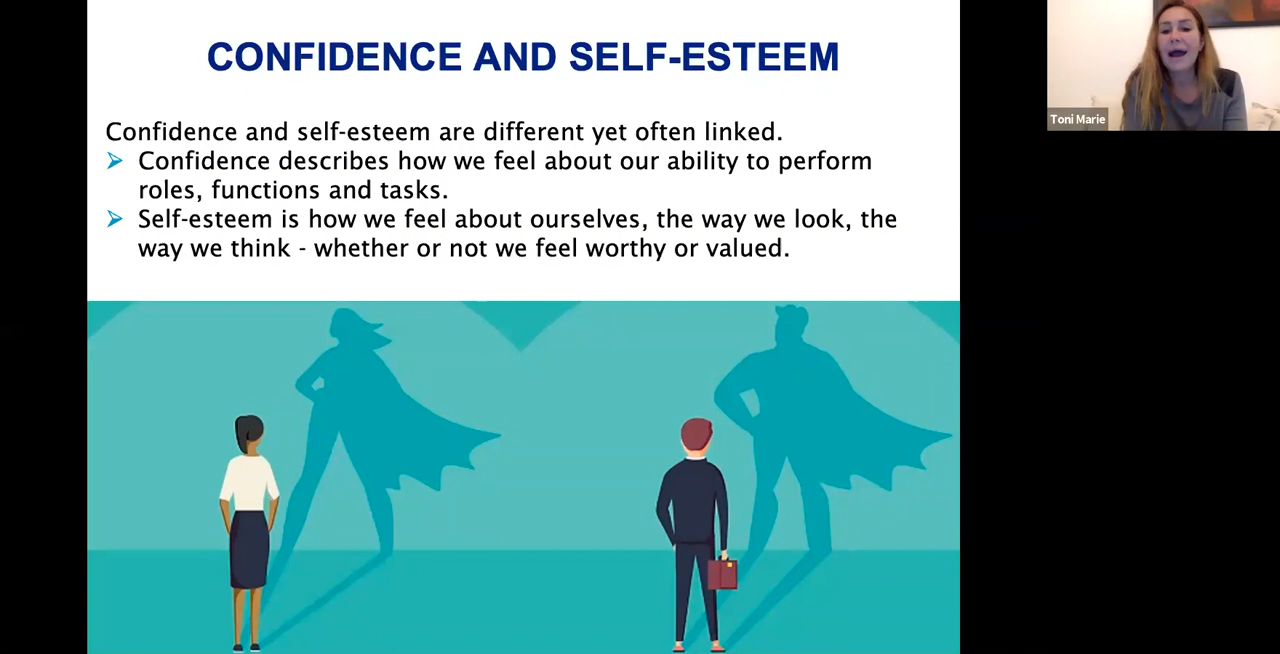 CONFIDENCE AND SELF-ESTEEM
Confidence and self-esteem are different yet often linked.
Confidence describes how we feel about our ability to perform
roles, functions and tasks.
Self-esteem is how we feel about ourselves, the way we look, the
way we think - whether or not we feel worthy or valued.
Toni Marie